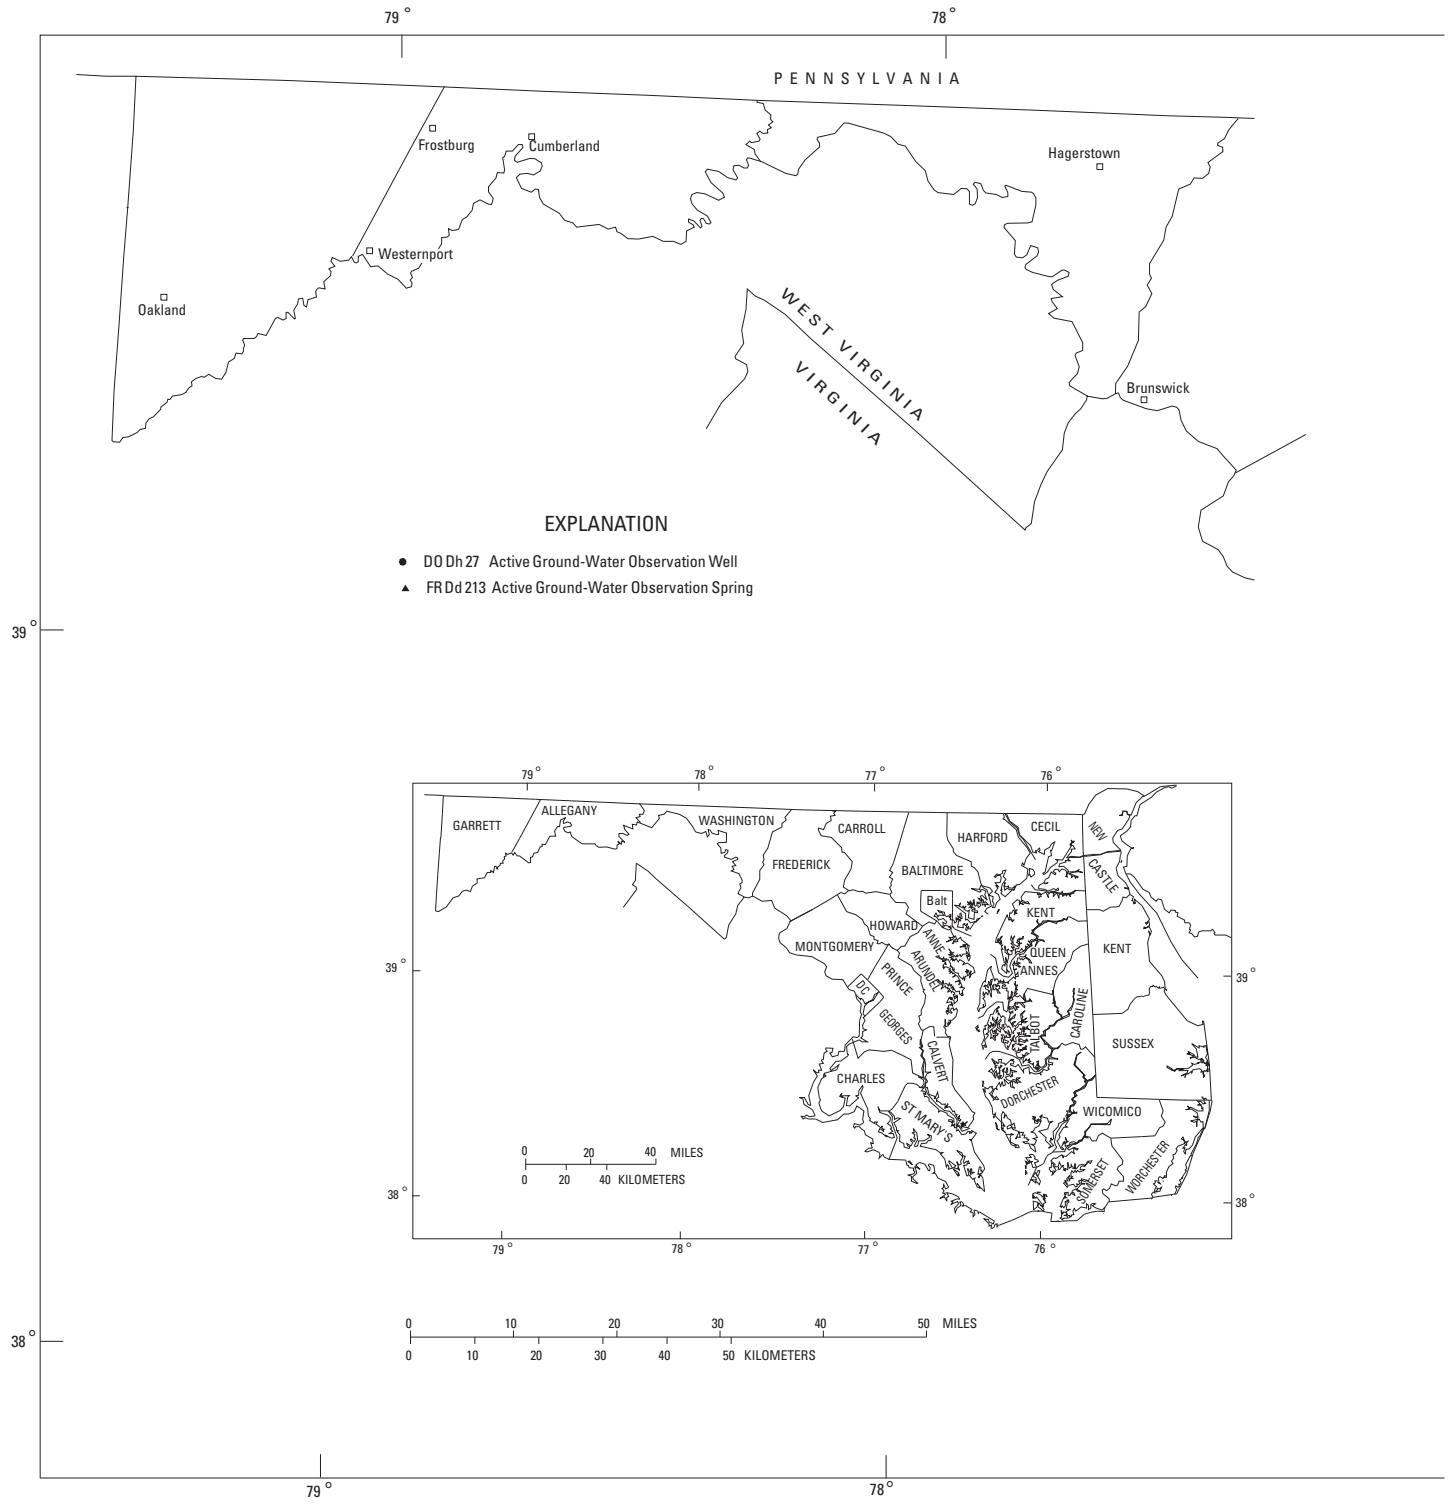 79°
78°
PENNSYLVANIA
Frostburg
Cumberland
Hagerstown
Westernport
Oakland
WEST VIRGINIA
VIRGINIA
Brunswick
EXPLANATION
DO Dh 27 Active Ground-Water Observation Well
FR Dd 213 Active Ground-Water Observation Spring
39°
79°
78°
77°
76°
GARRETT
ALLEGANY
WASHINGTON
FREDERICK
CARROLL
BALTIMORE
HARFORD
CECIL
NEW
CASTLE
Balt
KENT
HOWARD
MONTGOMERY
ANNE
ARUNDEL
QUEEN
ANNES
KENT
39°
39°
PRINCE
GEORGES
DC
TALBOT
CAROLINE
SUSSEX
CALVERT
CHARLES
DORCHESTER
ST MARY'S
WICOMICO
SOMERSET
WORCHESTER
0 20 40 MILES
0 20 40 KILOMETERS
38°
38°
79°
78°
77°
76°
0 10 20 30 40 50 MILES
0 10 20 30 40 50 KILOMETERS
38°
79°
78°